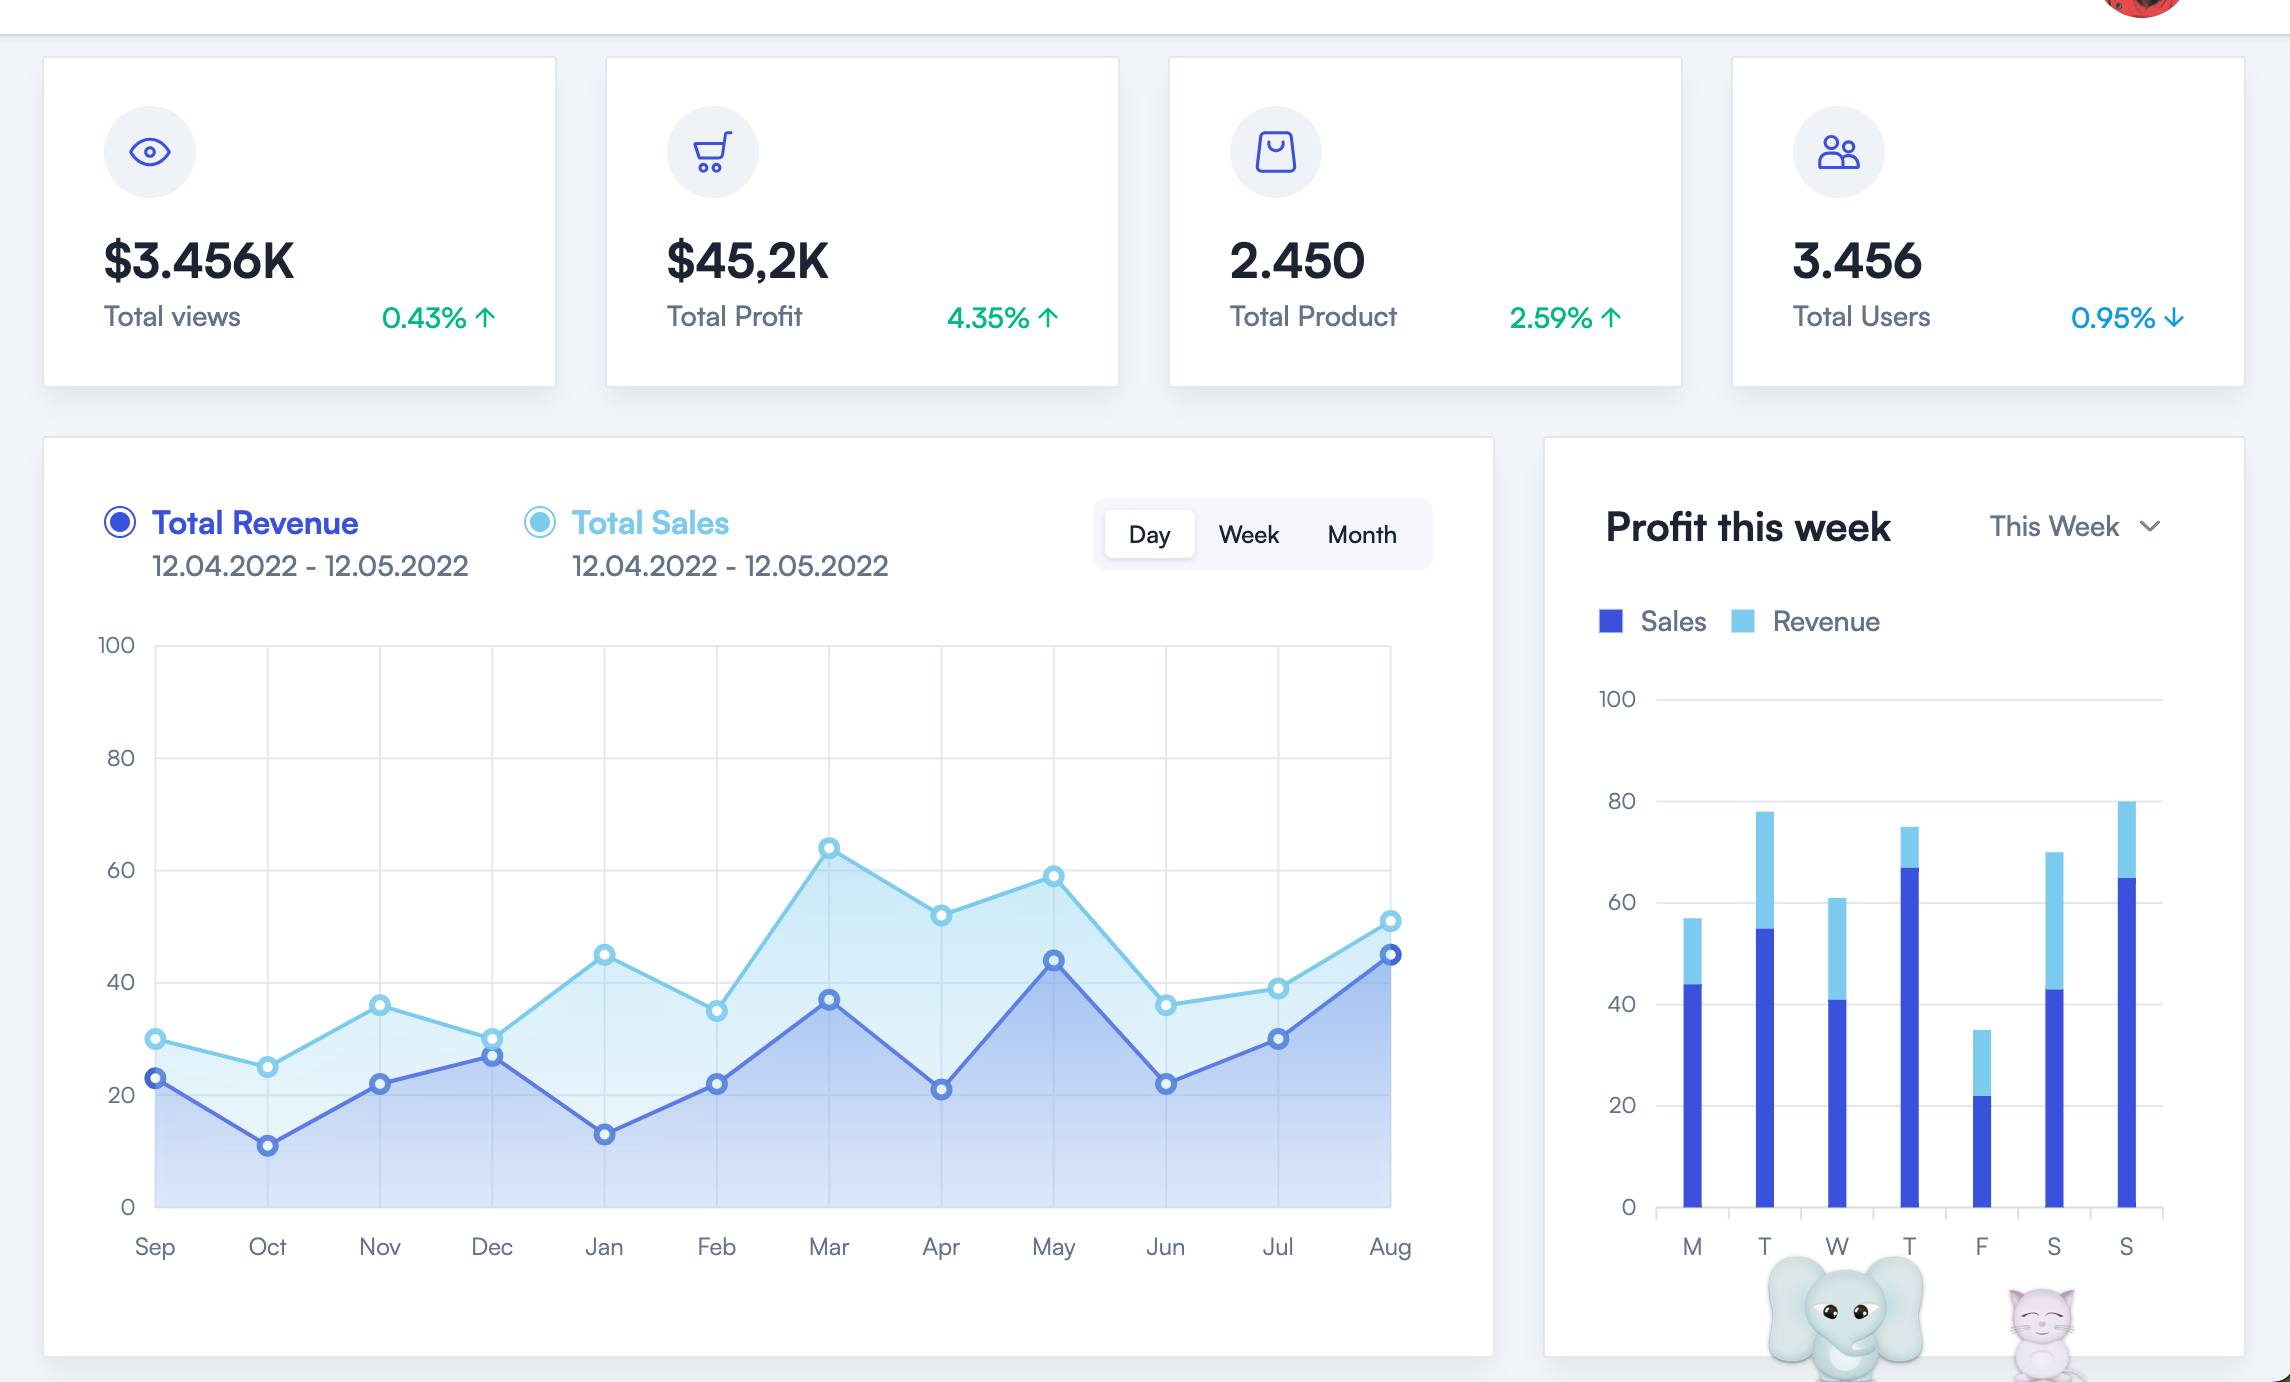 $3.456K
Total views 0.43%
$45,2K
Total Profit 4.35%
2.450
Total Product 2.59%
3.456
Total Users 0.95%
Total Revenue
12.04.2022 - 12.05.2022
Total Sales
12.04.2022 - 12.05.2022
Day Week Month
100
80
60
40
20
0
Sep Oct Nov Dec Jan Feb Mar Apr May Jun Jul Aug
Profit this week
This Week
Sales Revenue
100
80
60
40
20
0
M T W T F S S